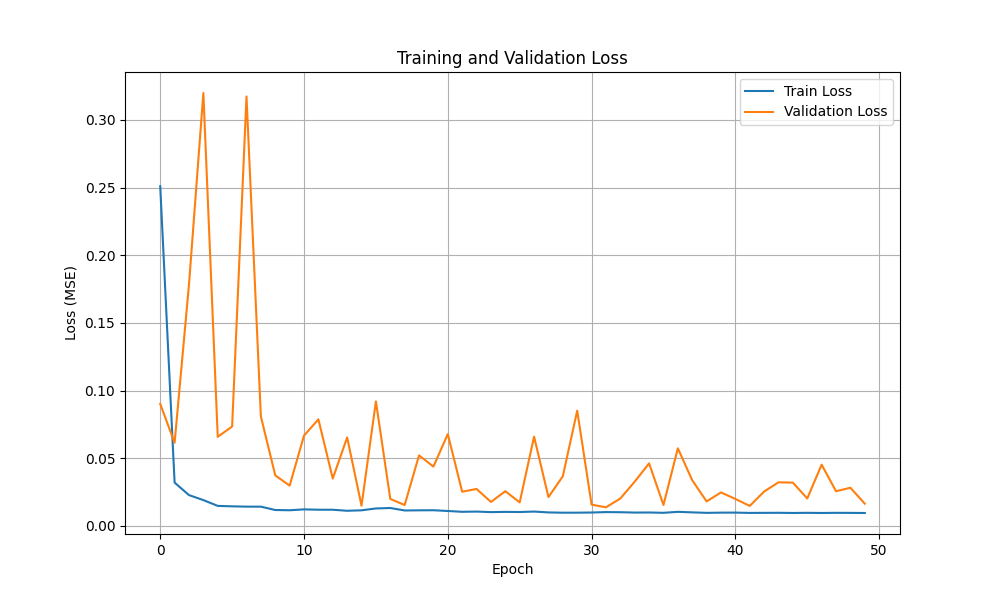 Training and Validation Loss
Train Loss
Validation Loss
0.30
0.25
0.20
0.15
0.10
0.05
0.00
Loss (MSE)
0 10 20 30 40 50
Epoch